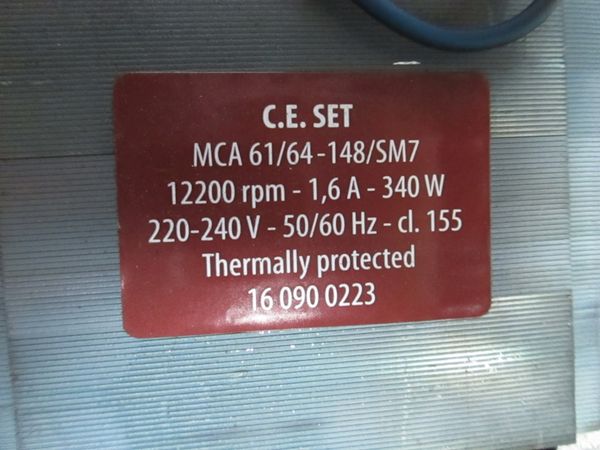 C.E. SET
MCA 61/64-148/SM7
12200 rpm - 1,6 A - 340 W
220-240 V - 50/60 Hz - cl. 155
Thermally protected
16 090 0223